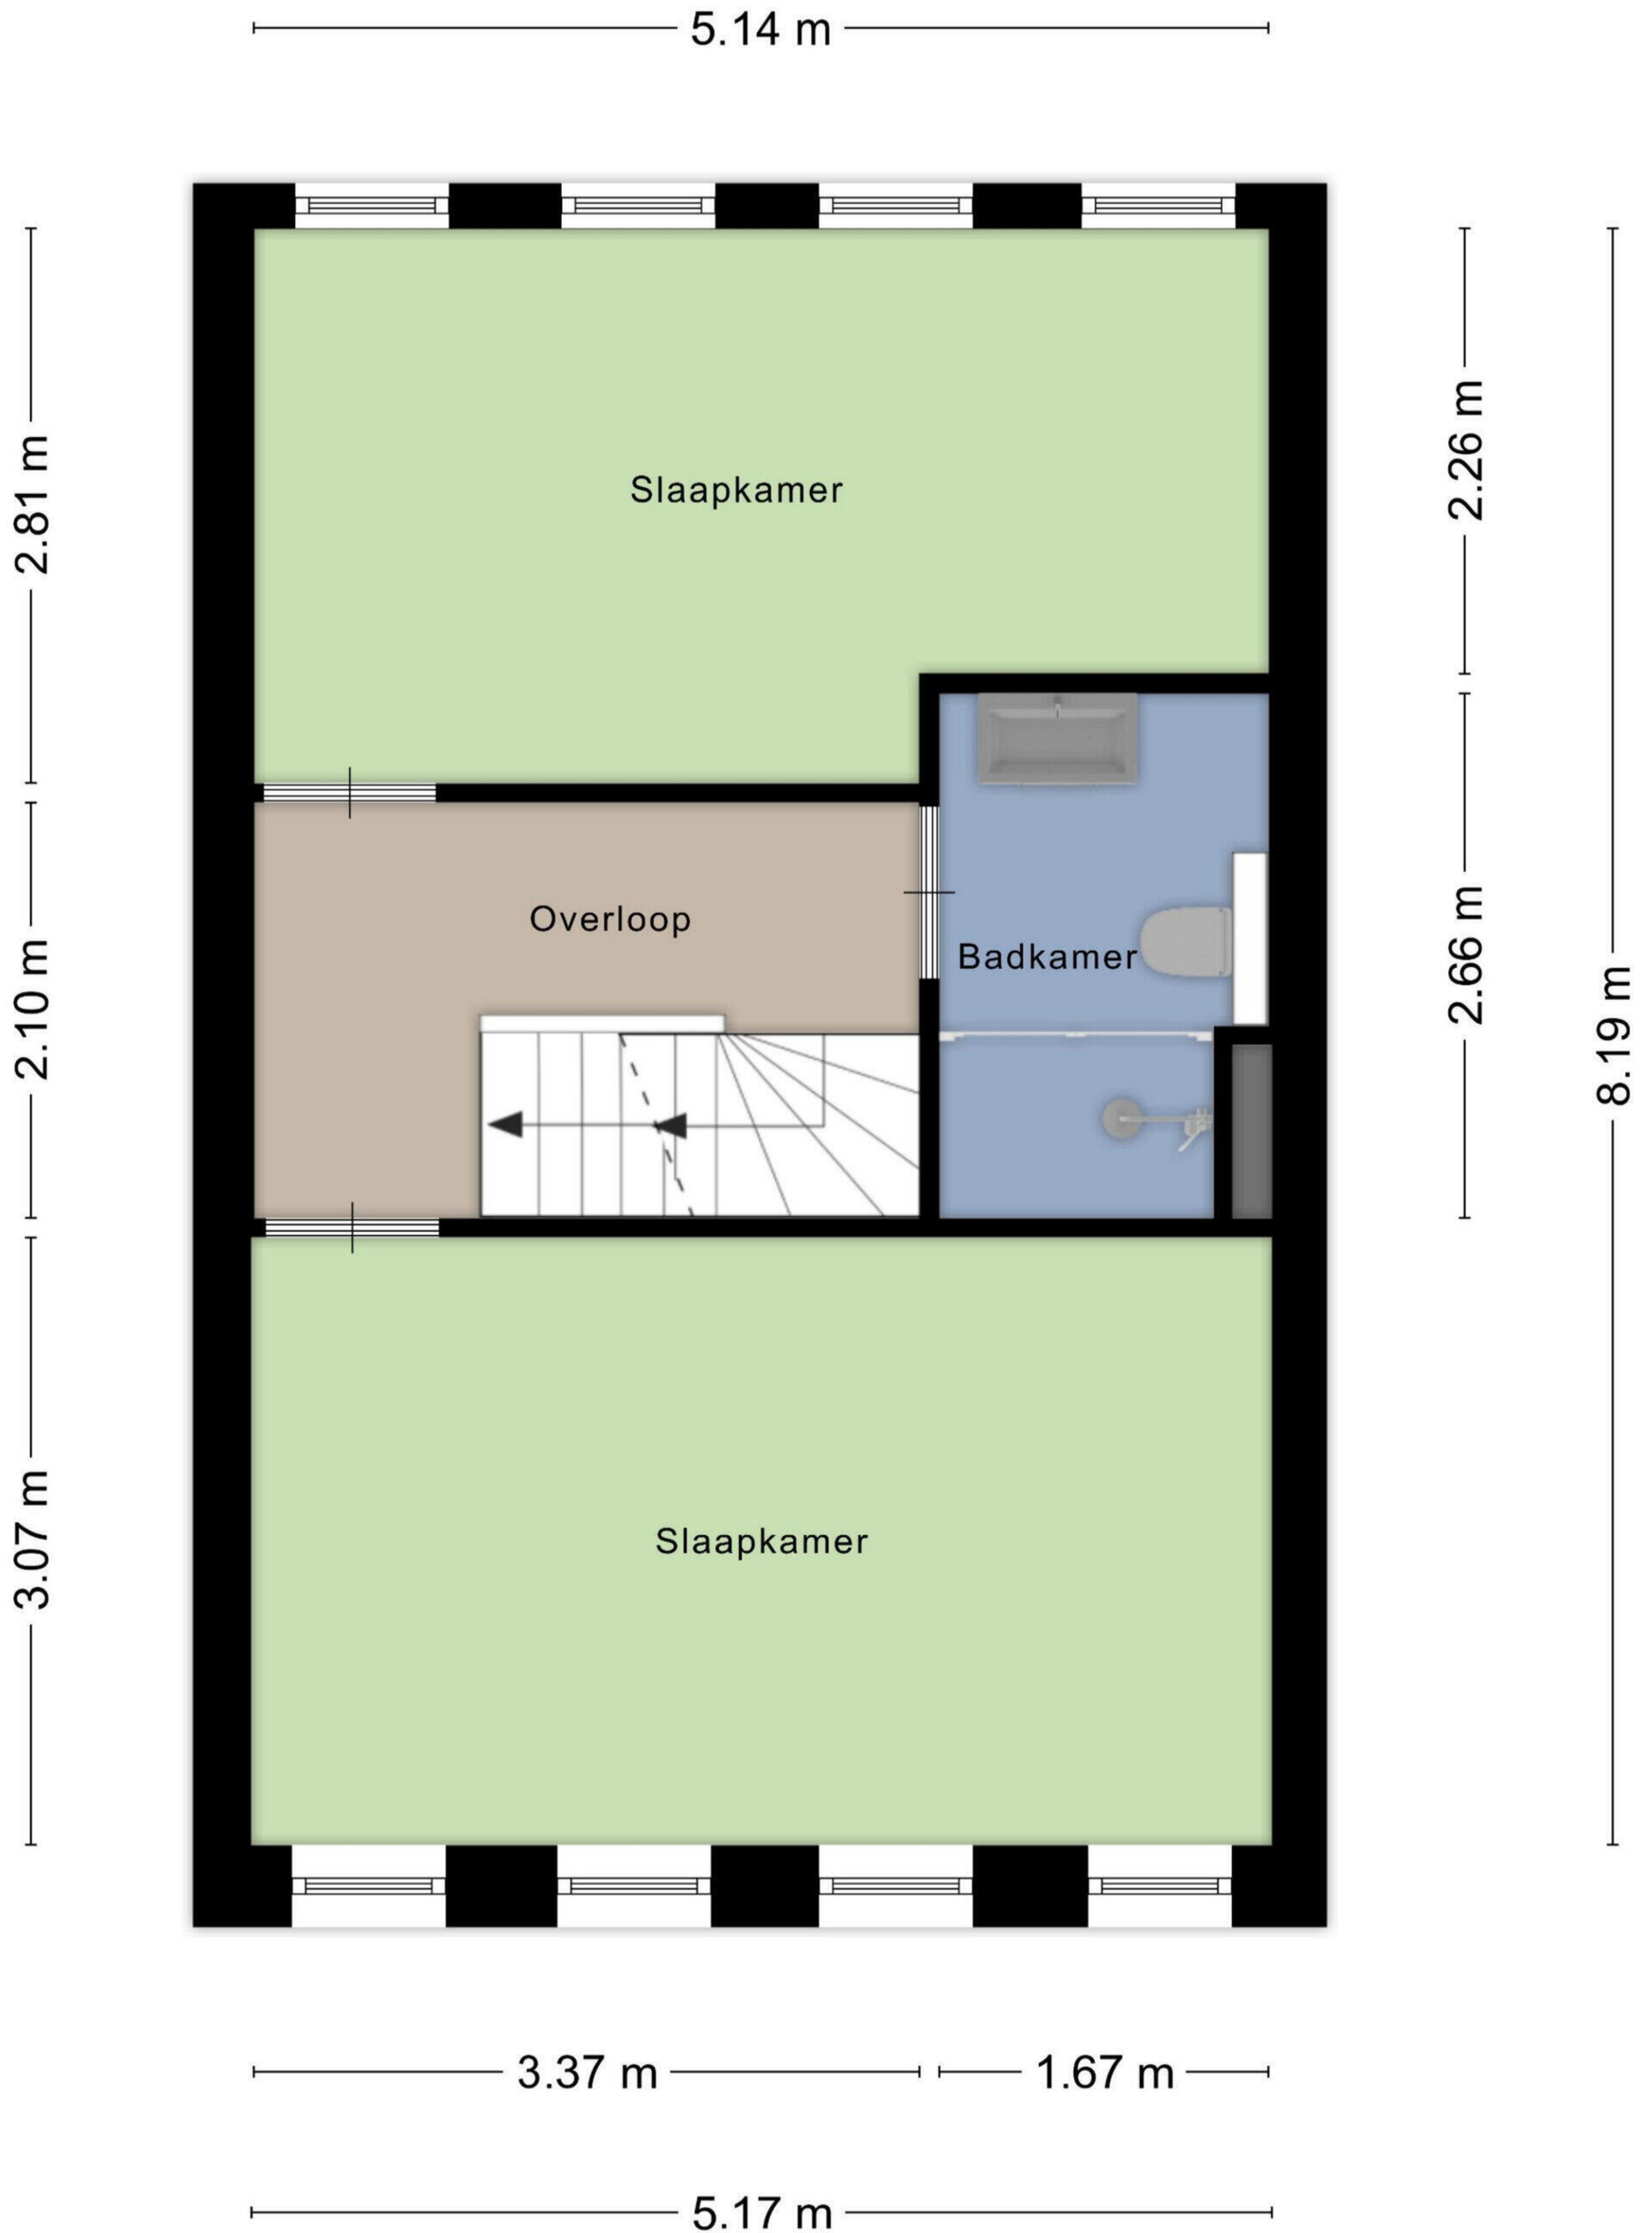 5.14 m
2.81 m
2.26 m
Slaapkamer
Overloop
Badkamer
2.10 m
2.66 m
8.19 m
3.07 m
Slaapkamer
3.37 m
1.67 m
5.17 m